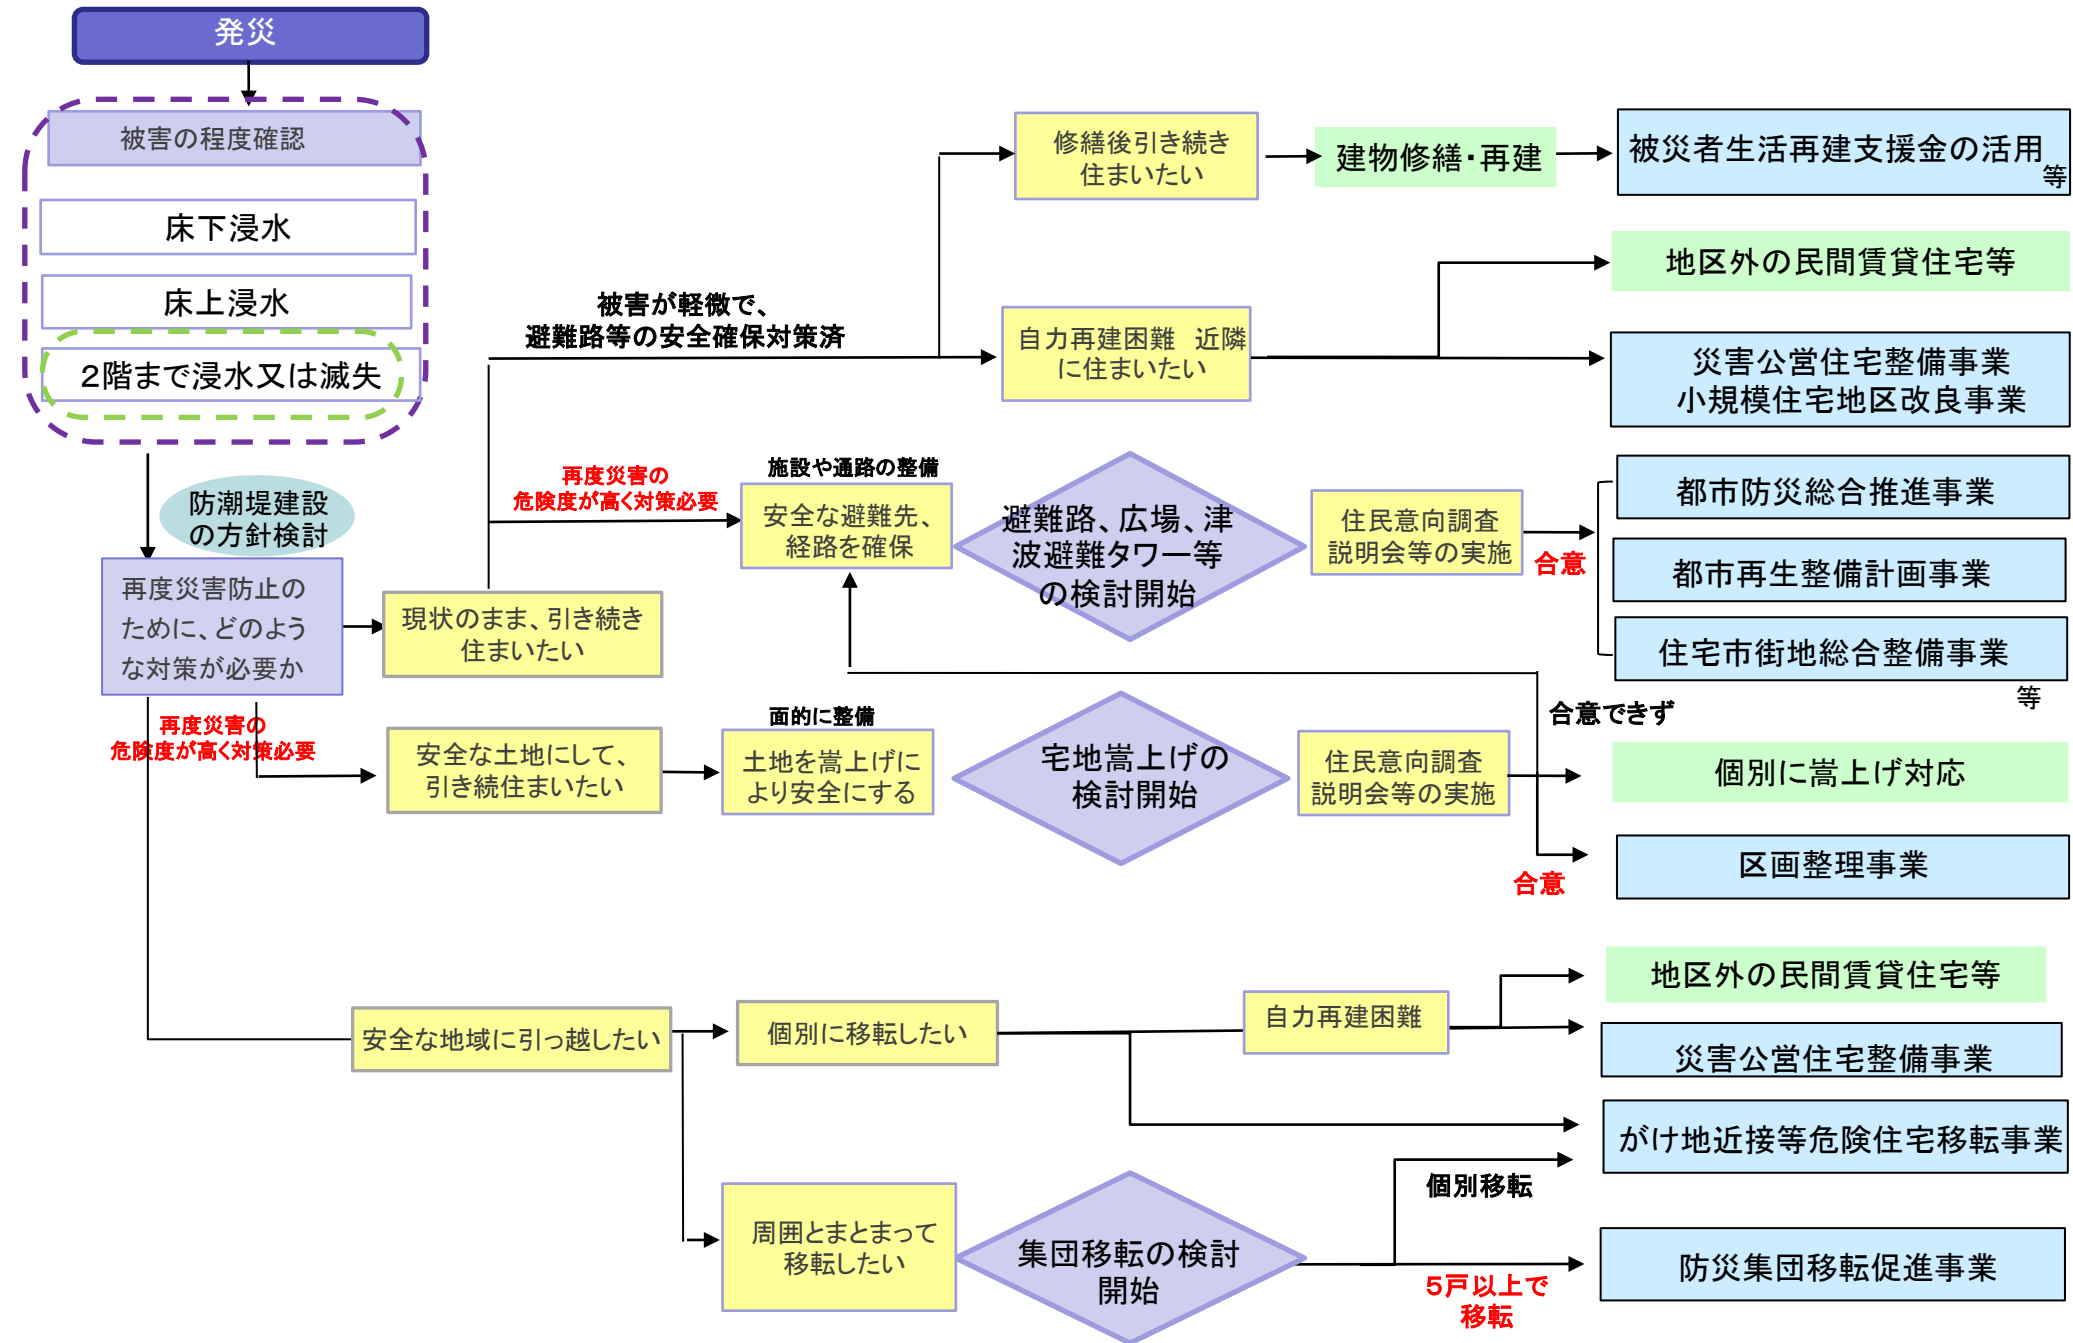 発災
被害の程度確認
床下浸水
床上浸水
2階まで浸水又は滅失
防潮堤建設
の方針検討
再度災害防止の
ために、どのよう
な対策が必要か
再度災害の
危険度が高く対策必要
現状のまま、引き続き
住まいたい
被害が軽微で、
避難路等の安全確保対策済
修繕後引き続き
住まいたい
建物修繕・再建
被災者生活再建支援金の活用
等
自力再建困難　近隣
に住まいたい
地区外の民間賃貸住宅等
災害公営住宅整備事業
小規模住宅地区改良事業
再度災害の
危険度が高く対策必要
施設や通路の整備
安全な避難先、
経路を確保
避難路、広場、津
波避難タワー等
の検討開始
住民意向調査
説明会等の実施
合意
都市防災総合推進事業
都市再生整備計画事業
住宅市街地総合整備事業
等
安全な土地にして、
引き続住まいたい
面的に整備
土地を嵩上げに
より安全にする
宅地嵩上げの
検討開始
住民意向調査
説明会等の実施
合意できず
個別に嵩上げ対応
合意
区画整理事業
安全な地域に引っ越したい
個別に移転したい
自力再建困難
地区外の民間賃貸住宅等
災害公営住宅整備事業
がけ地近接等危険住宅移転事業
周囲とまとまって
移転したい
集団移転の検討
開始
個別移転
5戸以上で
移転
防災集団移転促進事業